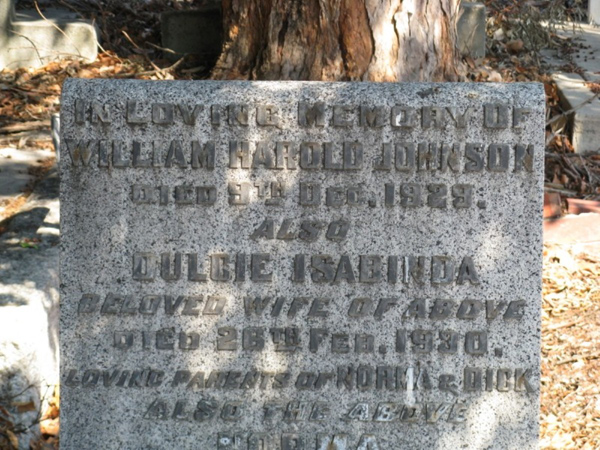 IN LOVING MEMORY OF
WILLIAM HAROLD JOHNSON
DIED 9TH DEC. 1929.
ALSO
DULCIE ISABINDA
BELOVED WIFE OF ABOVE
DIED 26TH FEB. 1930.
LOVING PARENTS OF NORMA & DICK
ALSO THE ABOVE
NORMA